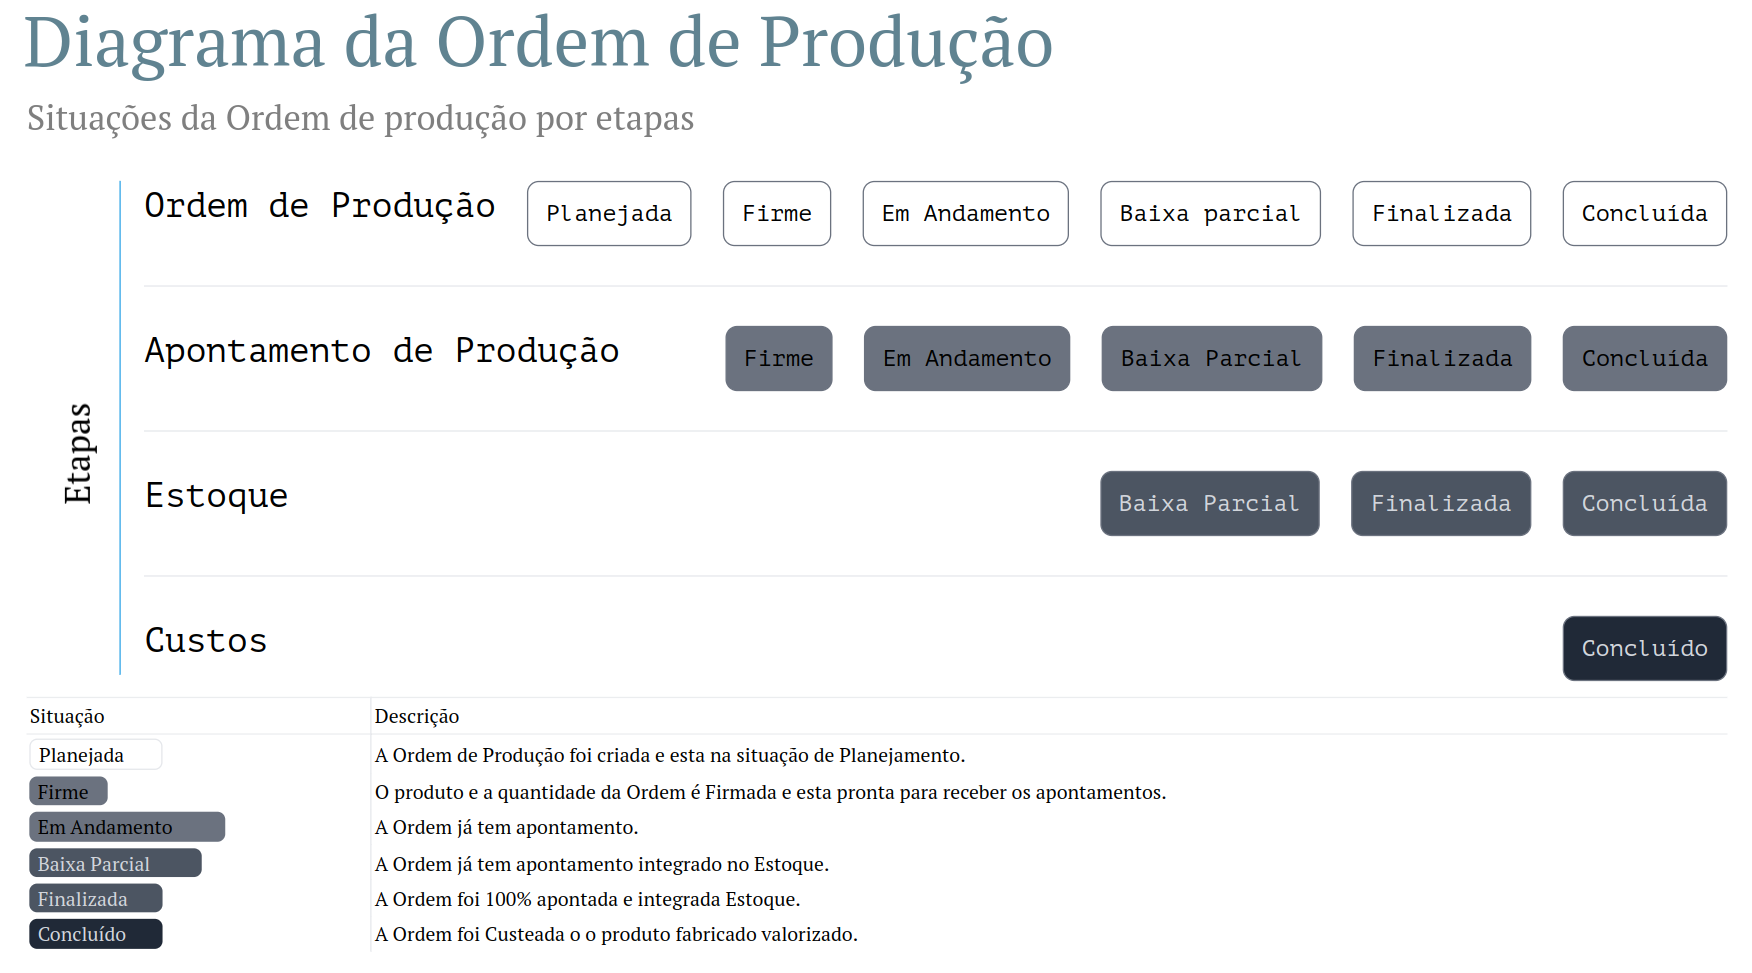 Diagrama da Ordem de Produção
Situações da Ordem de produção por etapas
Etapas
Ordem de Produção Planejada Firme Em Andamento Baixa parcial Finalizada Concluída
Apontamento de Produção Firme Em Andamento Baixa Parcial Finalizada Concluída
Estoque Baixa Parcial Finalizada Concluída
Custos Concluído
Situação Descrição
Planejada A Ordem de Produção foi criada e esta na situação de Planejamento.
Firme O produto e a quantidade da Ordem é Firmada e esta pronta para receber os apontamentos.
Em Andamento A Ordem já tem apontamento.
Baixa Parcial A Ordem já tem apontamento integrado no Estoque.
Finalizada A Ordem foi 100% apontada e integrada Estoque.
Concluído A Ordem foi Custeada o o produto fabricado valorizado.